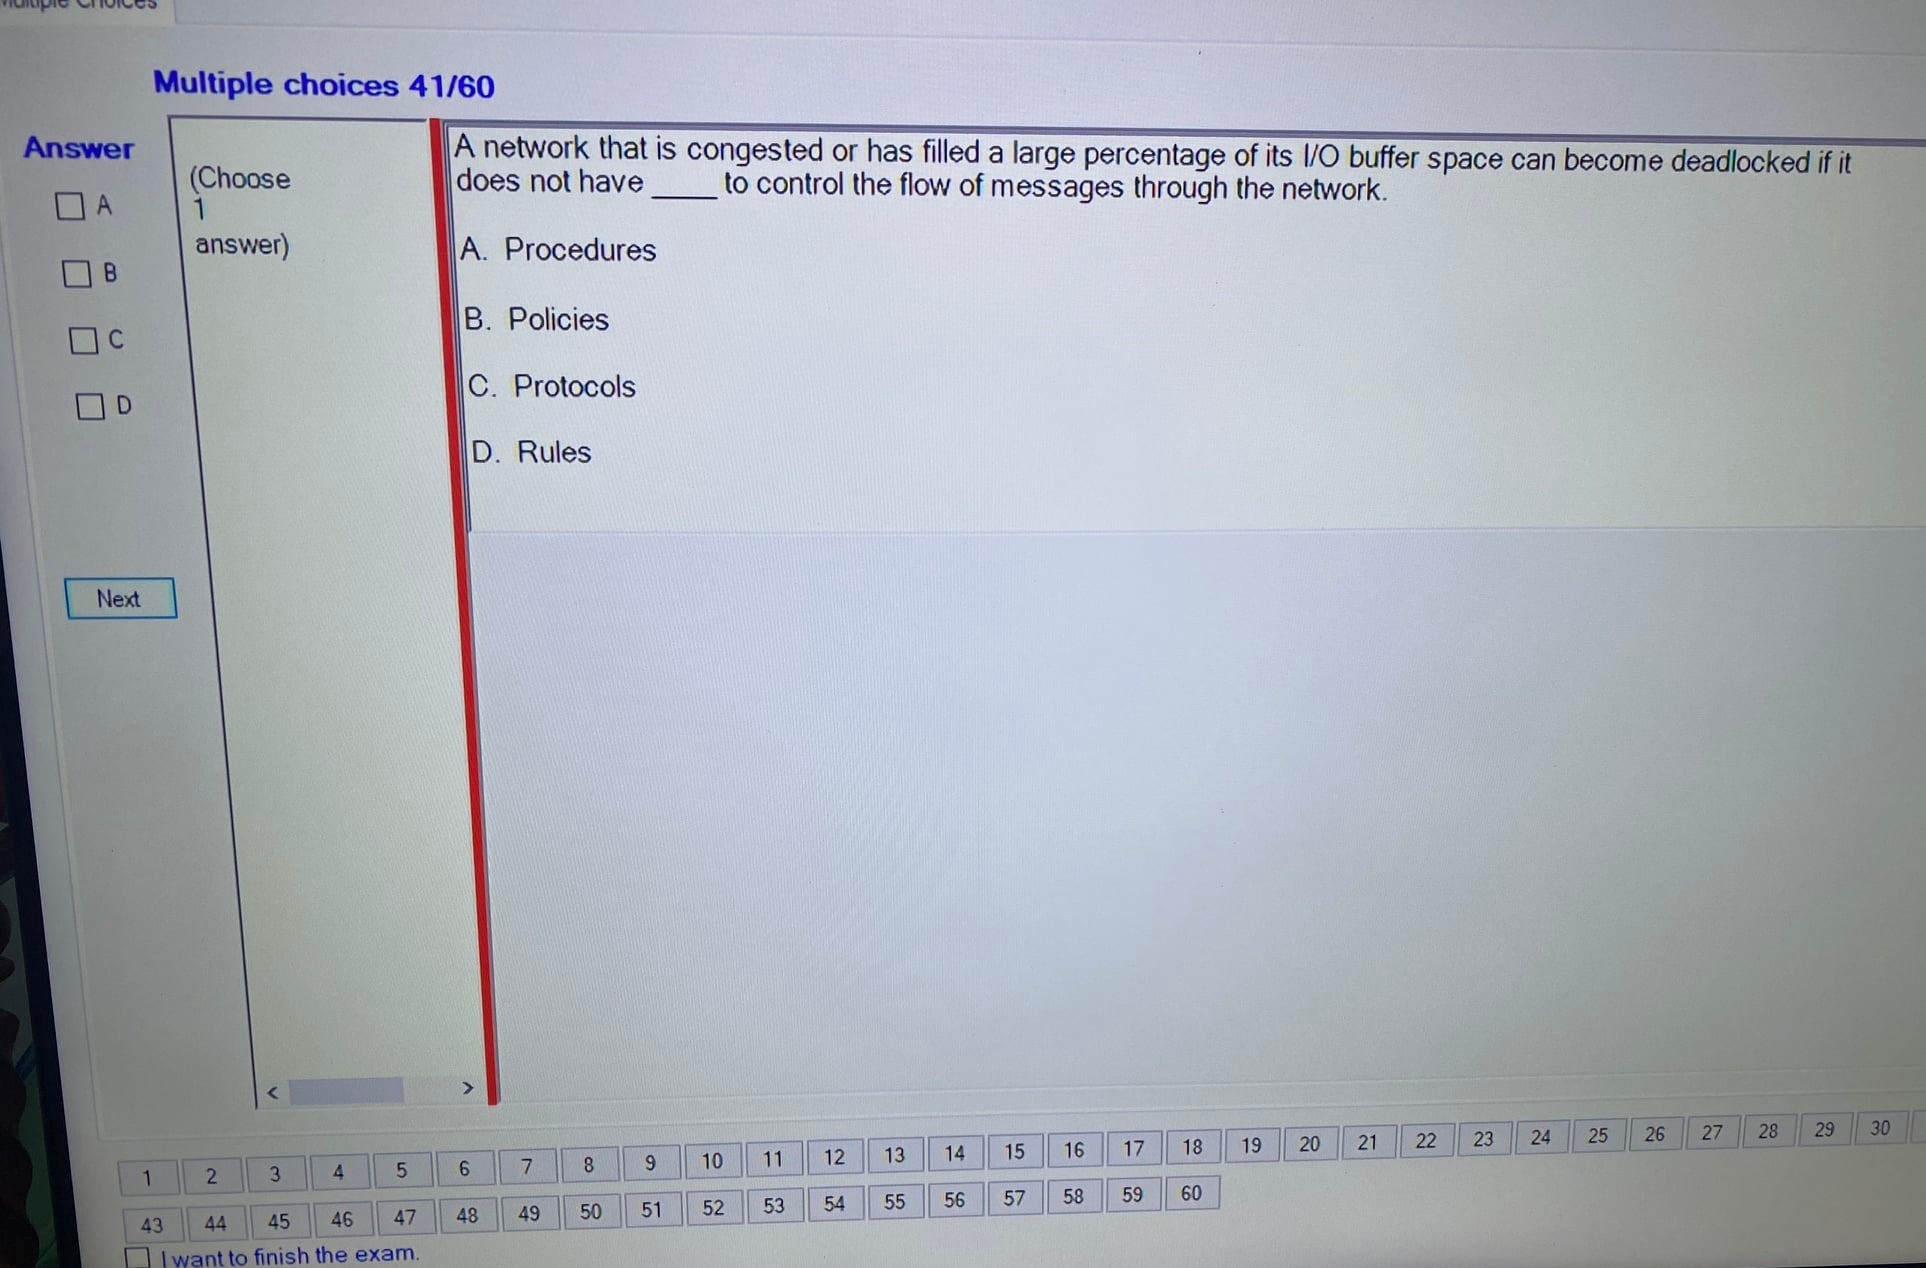 Multiple Choices
Multiple choices 41/60
Answer
A
B
C
D
Next
(Choose
1
answer)
A network that is congested or has filled a large percentage of its I/O buffer space can become deadlocked if it
does not have _____ to control the flow of messages through the network.
A. Procedures
B. Policies
C. Protocols
D. Rules
< >
1 2 3 4 5 6 7 8 9 10 11 12 13 14 15 16 17 18 19 20 21 22 23 24 25 26 27 28 29 30
43 44 45 46 47 48 49 50 51 52 53 54 55 56 57 58 59 60
I want to finish the exam.